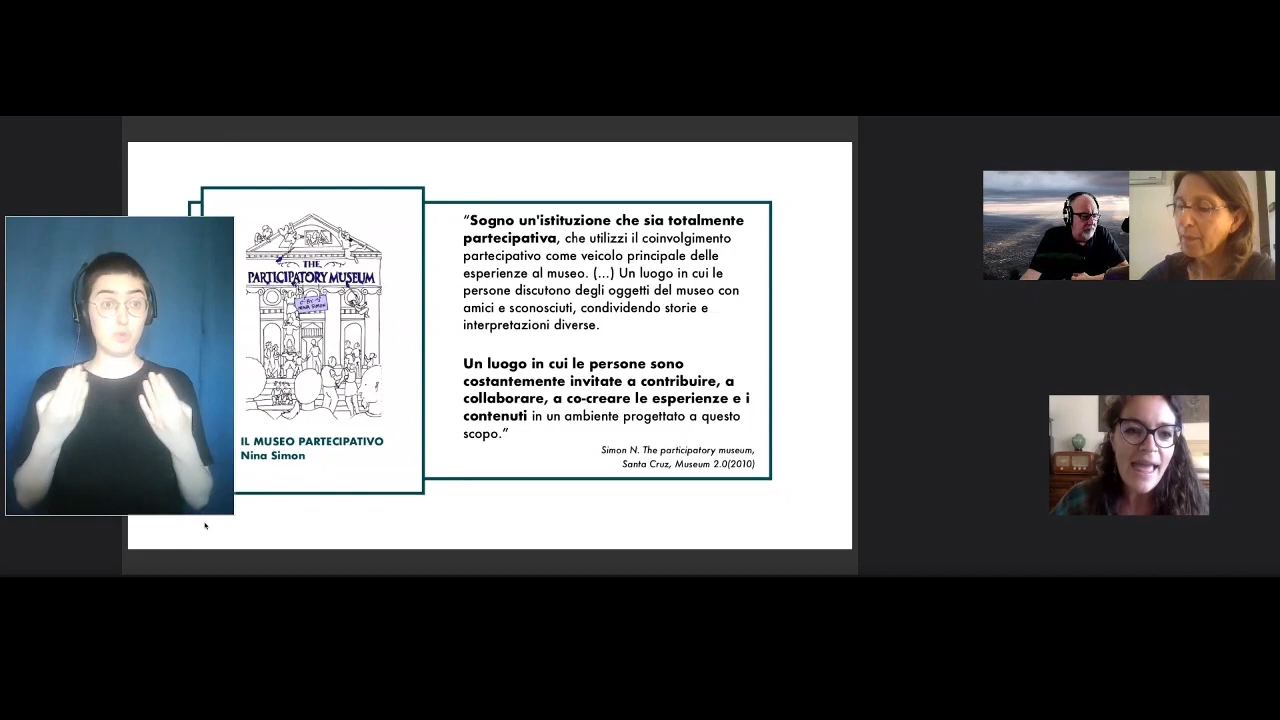 THE
PARTICIPATORY MUSEUM
NINA SIMON
IL MUSEO PARTECIPATIVO
Nina Simon
“Sogno un'istituzione che sia totalmente
partecipativa, che utilizzi il coinvolgimento
partecipativo come veicolo principale delle
esperienze al museo. (...) Un luogo in cui le
persone discutono degli oggetti del museo con
amici e sconosciuti, condividendo storie e
interpretazioni diverse.
Un luogo in cui le persone sono
costantemente invitate a contribuire, a
collaborare, a co-creare le esperienze e i
contenuti in un ambiente progettato a questo
scopo.”
Simon N. The participatory museum,
Santa Cruz, Museum 2.0(2010)